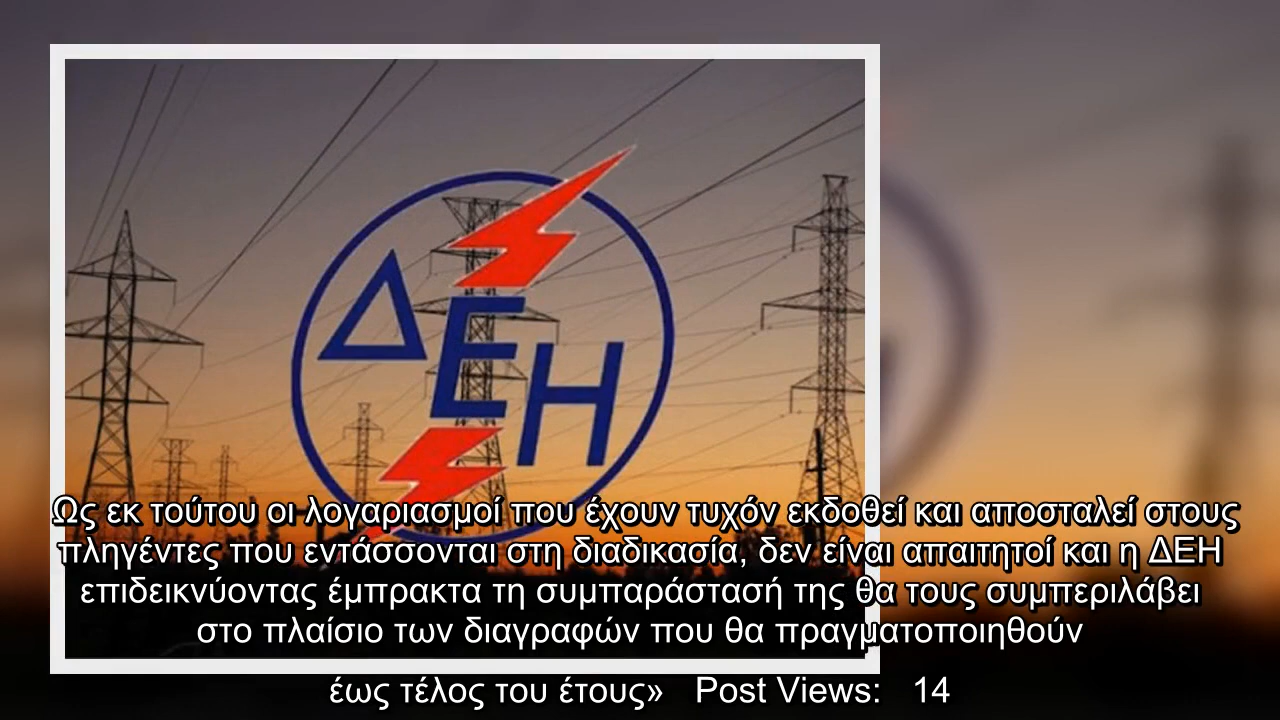 ΔΕΗ
Ως εκ τούτου οι λογαριασμοί που έχουν τυχόν εκδοθεί και αποσταλεί στους
πληγέντες που εντάσσονται στη διαδικασία, δεν είναι απαιτητοί και η ΔΕΗ
επιδεικνύοντας έμπρακτα τη συμπαράστασή της θα τους συμπεριλάβει
στο πλαίσιο των διαγραφών που θα πραγματοποιηθούν
έως τέλος του έτους» Post Views: 14